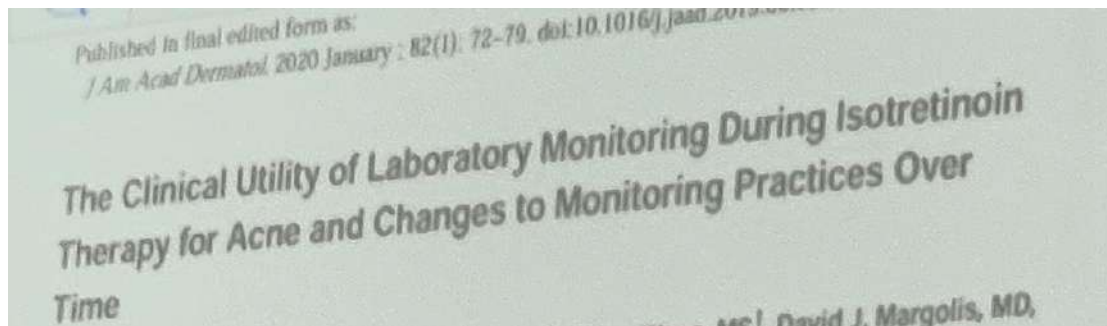 Published in final edited form as:
J Am Acad Dermatol. 2020 January ; 82(1): 72–79. doi:10.1016/j.jaad.2019.
The Clinical Utility of Laboratory Monitoring During Isotretinoin
Therapy for Acne and Changes to Monitoring Practices Over
Time
David J. Margolis, MD,